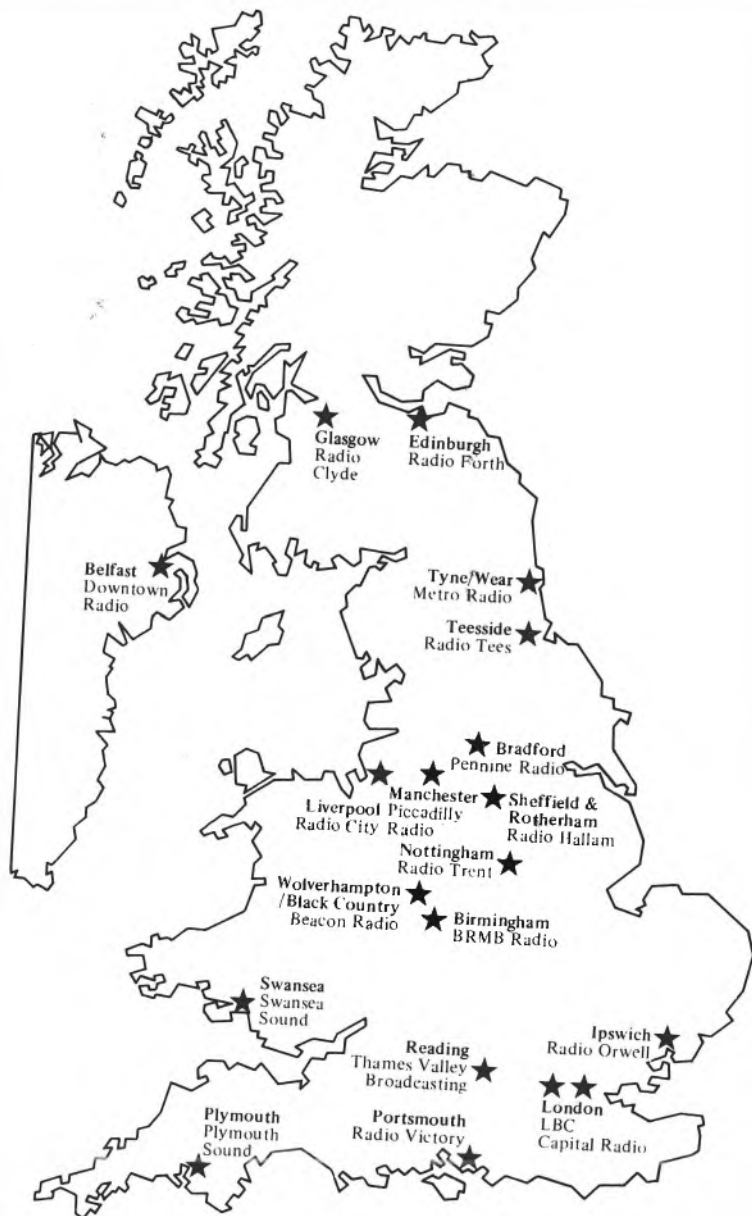 Glasgow
Radio
Clyde
Edinburgh
Radio Forth
Belfast
Downtown
Radio
Tyne/Wear
Metro Radio
Teesside
Radio Tees
Bradford
Pennine Radio
Liverpool
Radio City
Manchester
Piccadilly
Radio
Sheffield &
Rotherham
Radio Hallam
Nottingham
Radio Trent
Wolverhampton
/Black Country
Beacon Radio
Birmingham
BRMB Radio
Swansea
Swansea
Sound
Ipswich
Radio Orwell
Reading
Thames Valley
Broadcasting
London
LBC
Capital Radio
Plymouth
Plymouth
Sound
Portsmouth
Radio Victory